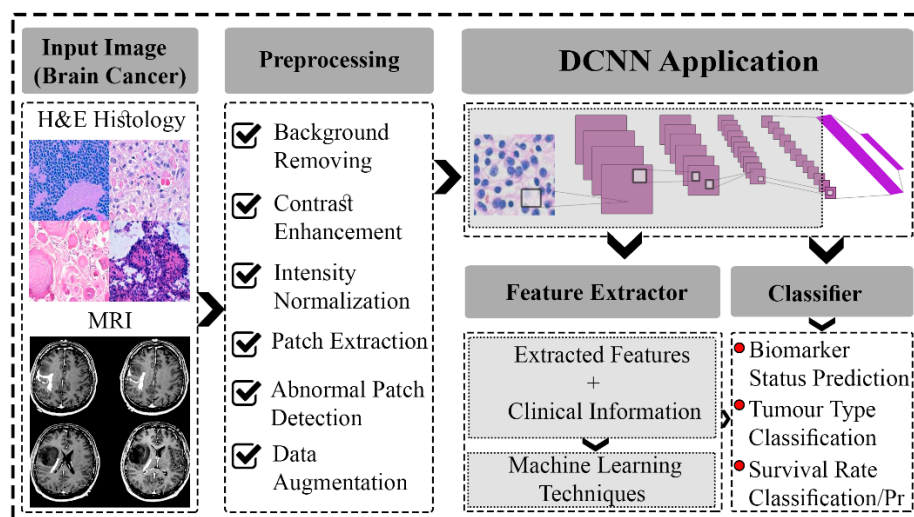 Input Image
(Brain Cancer)
H&E Histology
MRI
Preprocessing
Background
Removing
Contrast
Enhancement
Intensity
Normalization
Patch Extraction
Abnormal Patch
Detection
Data
Augmentation
DCNN Application
Feature Extractor
Extracted Features
+
Clinical Information
Machine Learning
Techniques
Classifier
Biomarker
Status Prediction
Tumour Type
Classification
Survival Rate
Classification/Pr